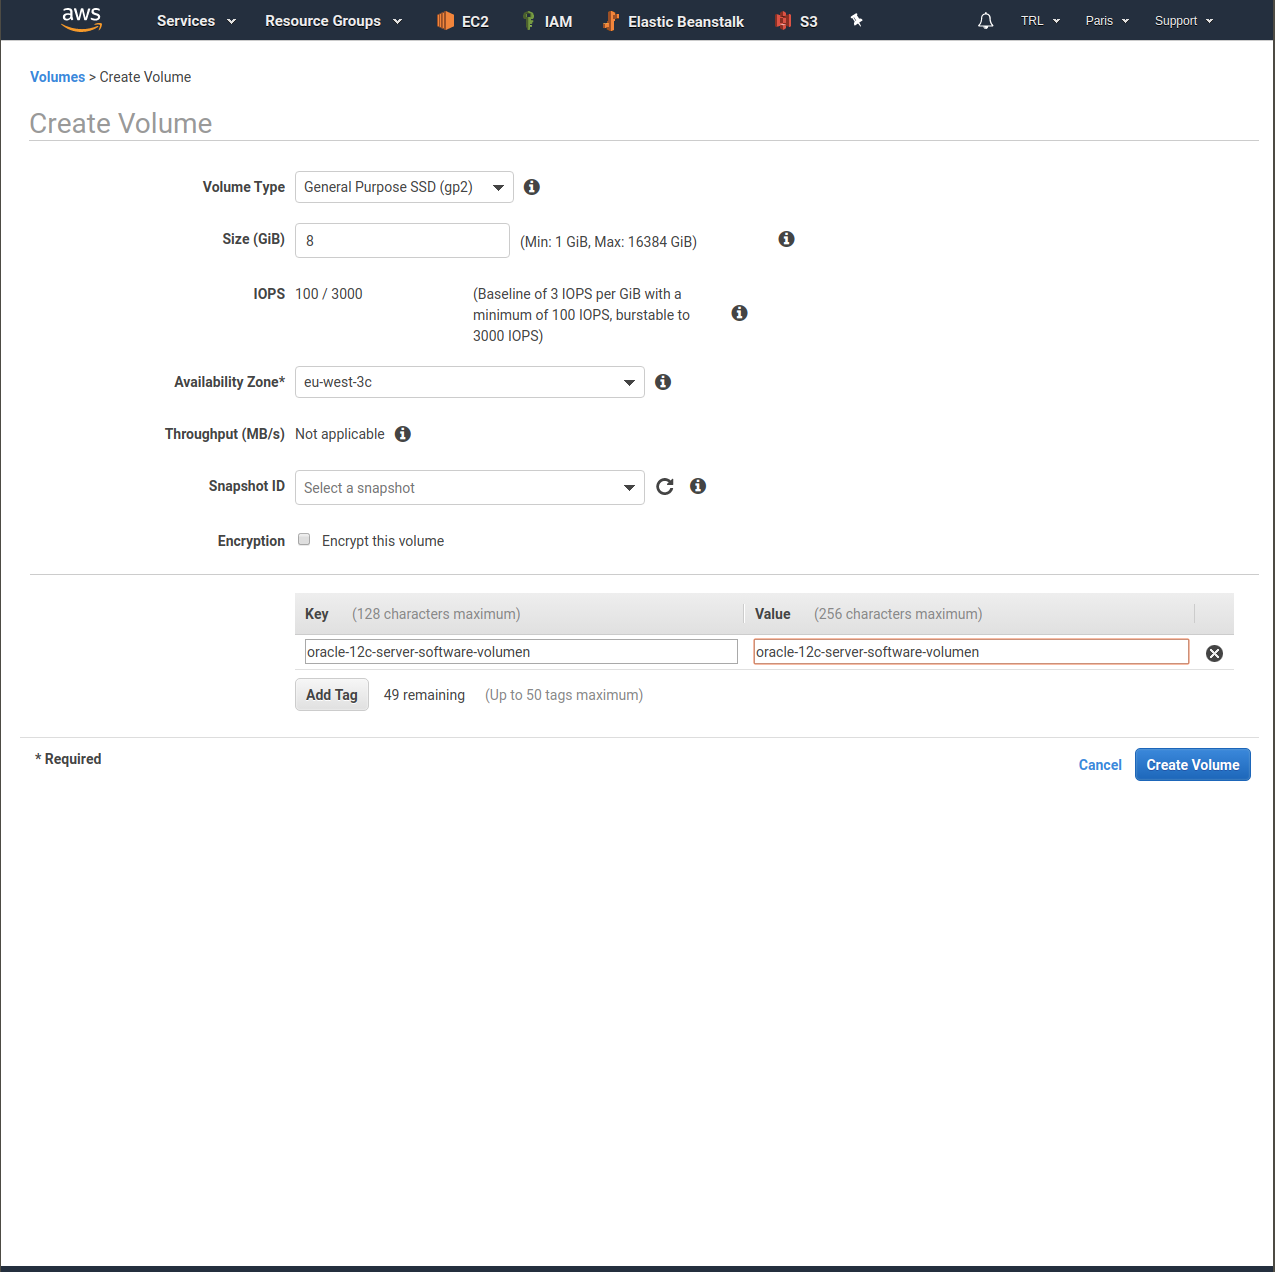 aws Services Resource Groups EC2 IAM Elastic Beanstalk S3 TRL Paris Support
Volumes > Create Volume
Create Volume
Volume Type General Purpose SSD (gp2)
Size (GiB) 8 (Min: 1 GiB, Max: 16384 GiB)
IOPS 100 / 3000 (Baseline of 3 IOPS per GiB with a
minimum of 100 IOPS, burstable to
3000 IOPS)
Availability Zone* eu-west-3c
Throughput (MB/s) Not applicable
Snapshot ID Select a snapshot
Encryption Encrypt this volume
Key (128 characters maximum) Value (256 characters maximum)
oracle-12c-server-software-volumen oracle-12c-server-software-volumen
Add Tag 49 remaining (Up to 50 tags maximum)
* Required Cancel Create Volume